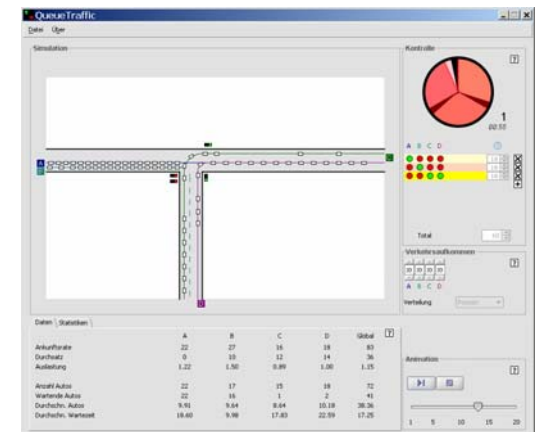 QueueTraffic
Datei Über
Simulation
Kontrolle
?
1
00:55
A B C D
A
Total
Verkehrsaufkommen
?
A B C D
Verteilung
Daten Statistiken
?
A B C D Global
Ankunftsrate 22 27 16 18 83
Durchsatz 0 10 12 14 36
Auslastung 1.22 1.50 0.89 1.00 1.15
Anzahl Autos 22 17 15 18 72
Wartende Autos 22 16 1 2 41
Durchschn. Autos 9.91 9.64 8.64 10.18 38.36
Durchschn. Wartezeit 18.60 9.98 17.83 22.59 17.25
Animation
?
1 5 10 15 20